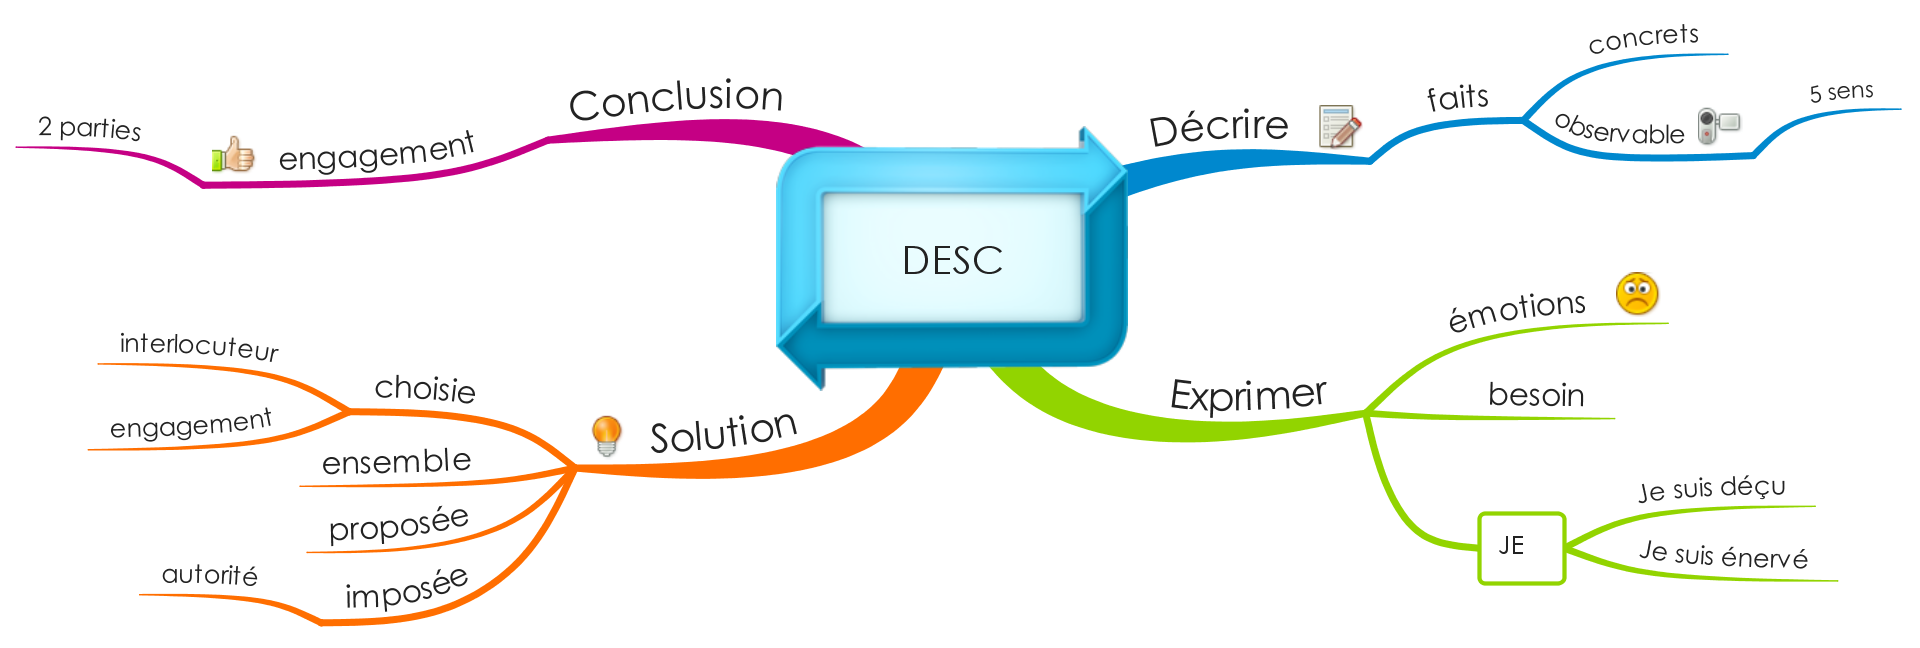 DESC
Décrire
faits
concrets
observable
5 sens
Exprimer
émotions
besoin
JE
Je suis déçu
Je suis énervé
Solution
choisie
interlocuteur
engagement
ensemble
proposée
imposée
autorité
Conclusion
engagement
2 parties